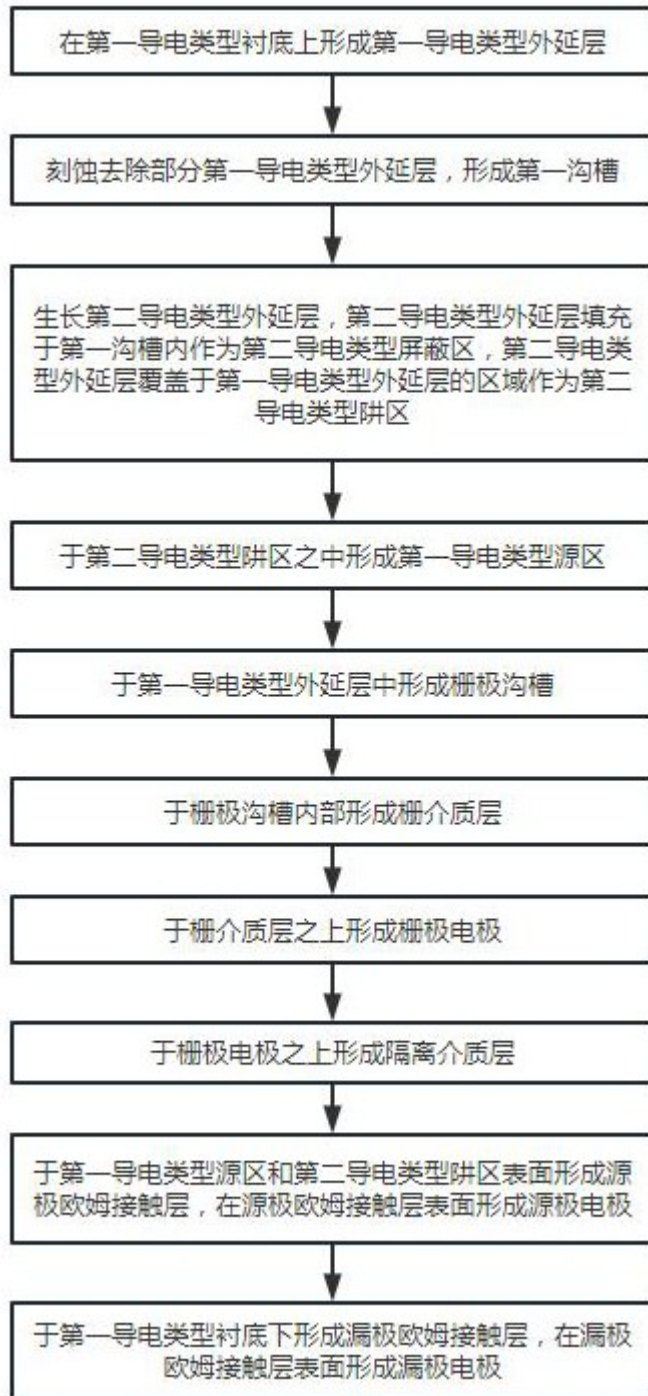 在第一导电类型衬底上形成第一导电类型外延层
刻蚀去除部分第一导电类型外延层，形成第一沟槽
生长第二导电类型外延层，第二导电类型外延层填充
于第一沟槽内作为第二导电类型屏蔽区，第二导电类
型外延层覆盖于第一导电类型外延层的区域作为第二
导电类型阱区
于第二导电类型阱区之中形成第一导电类型源区
于第一导电类型外延层中形成栅极沟槽
于栅极沟槽内部形成栅介质层
于栅介质层之上形成栅极电极
于栅极电极之上形成隔离介质层
于第一导电类型源区和第二导电类型阱区表面形成源
极欧姆接触层，在源极欧姆接触层表面形成源极电极
于第一导电类型衬底下形成漏极欧姆接触层，在漏极
欧姆接触层表面形成漏极电极